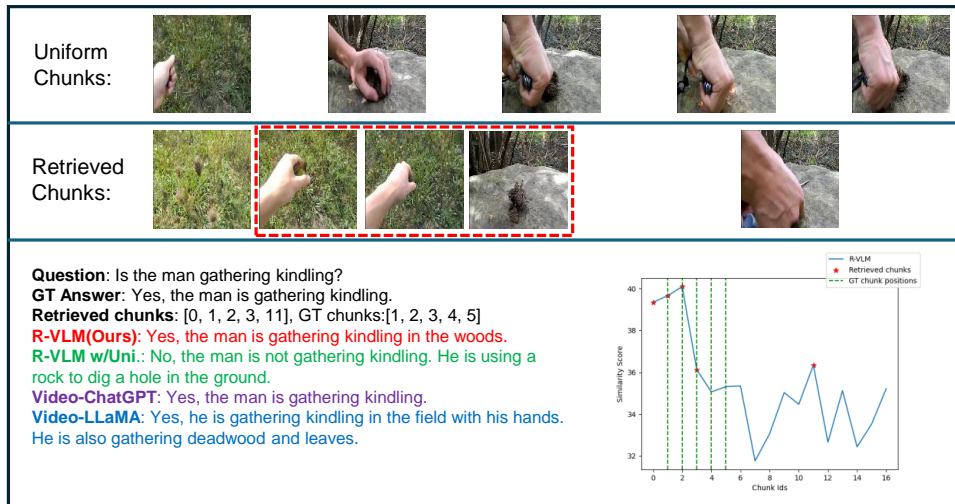 Uniform
Chunks:
Retrieved
Chunks:
Question: Is the man gathering kindling?
GT Answer: Yes, the man is gathering kindling.
Retrieved chunks: [0, 1, 2, 3, 11], GT chunks:[1, 2, 3, 4, 5]
R-VLM(Ours): Yes, the man is gathering kindling in the woods.
R-VLM w/Uni.: No, the man is not gathering kindling. He is using a
rock to dig a hole in the ground.
Video-ChatGPT: Yes, the man is gathering kindling.
Video-LLaMA: Yes, he is gathering kindling in the field with his hands.
He is also gathering deadwood and leaves.
R-VLM
Retrieved chunks
GT chunk positions
Similarity Score
40
38
36
34
32
0 2 4 6 8 10 12 14 16
Chunk Ids